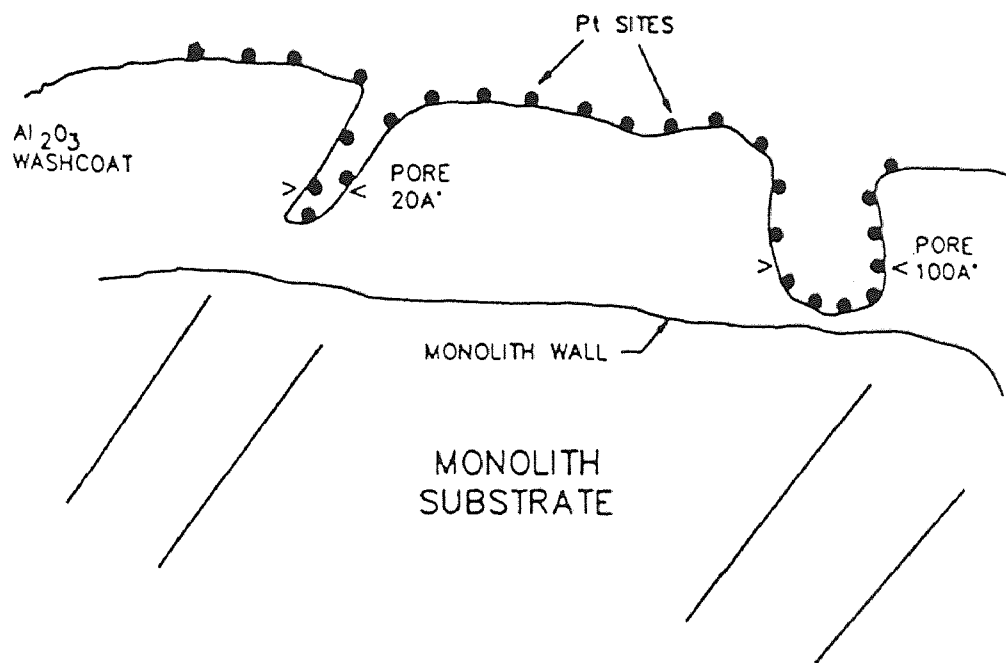 Pt SITES
Al2O3
WASHCOAT
PORE
20A°
>
<
PORE
100A°
>
<
MONOLITH WALL
MONOLITH
SUBSTRATE